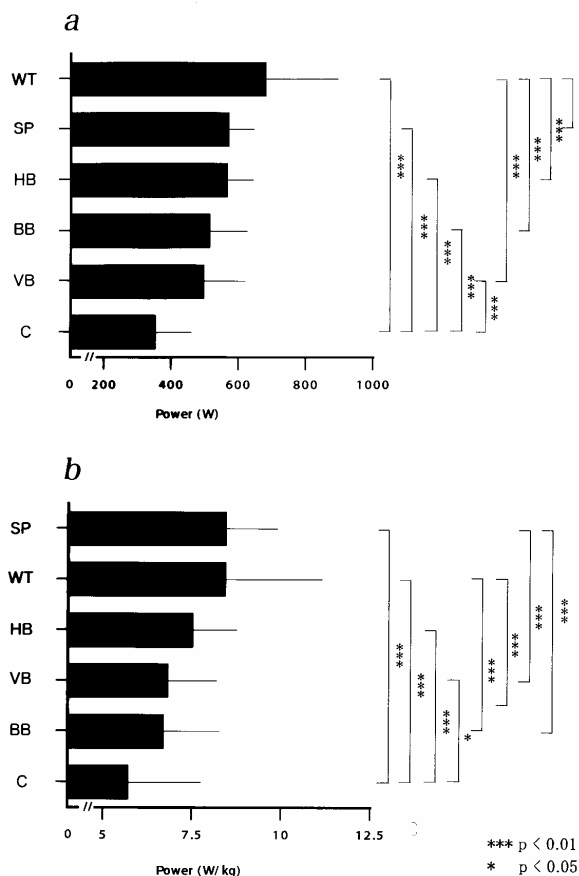 a
WT
SP
HB
BB
VB
C
0 200 400 600 800 1000
Power (W)
*** *** *** *** *** *** *** *** ***
b
SP
WT
HB
VB
BB
C
0 5 7.5 10 12.5
Power (W/kg)
*** *** *** * *** *** *** ***
*** p < 0.01
* p < 0.05